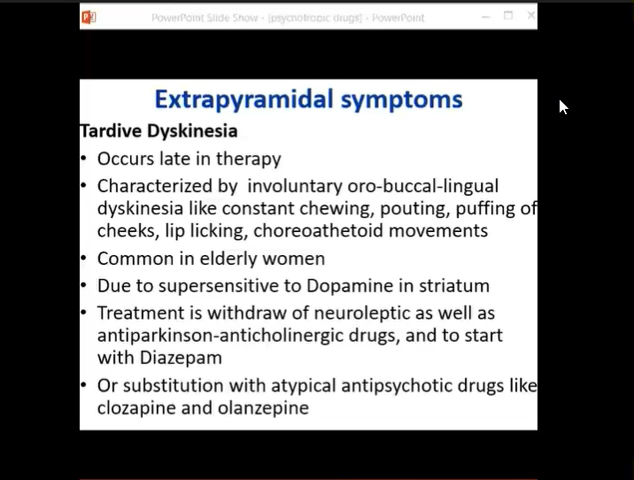 PowerPoint Slide Show - [psycnotropic drugs] - PowerPoint
Extrapyramidal symptoms
Tardive Dyskinesia
• Occurs late in therapy
• Characterized by involuntary oro-buccal-lingual
dyskinesia like constant chewing, pouting, puffing of
cheeks, lip licking, choreoathetoid movements
• Common in elderly women
• Due to supersensitive to Dopamine in striatum
• Treatment is withdraw of neuroleptic as well as
antiparkinson-anticholinergic drugs, and to start
with Diazepam
• Or substitution with atypical antipsychotic drugs like
clozapine and olanzepine